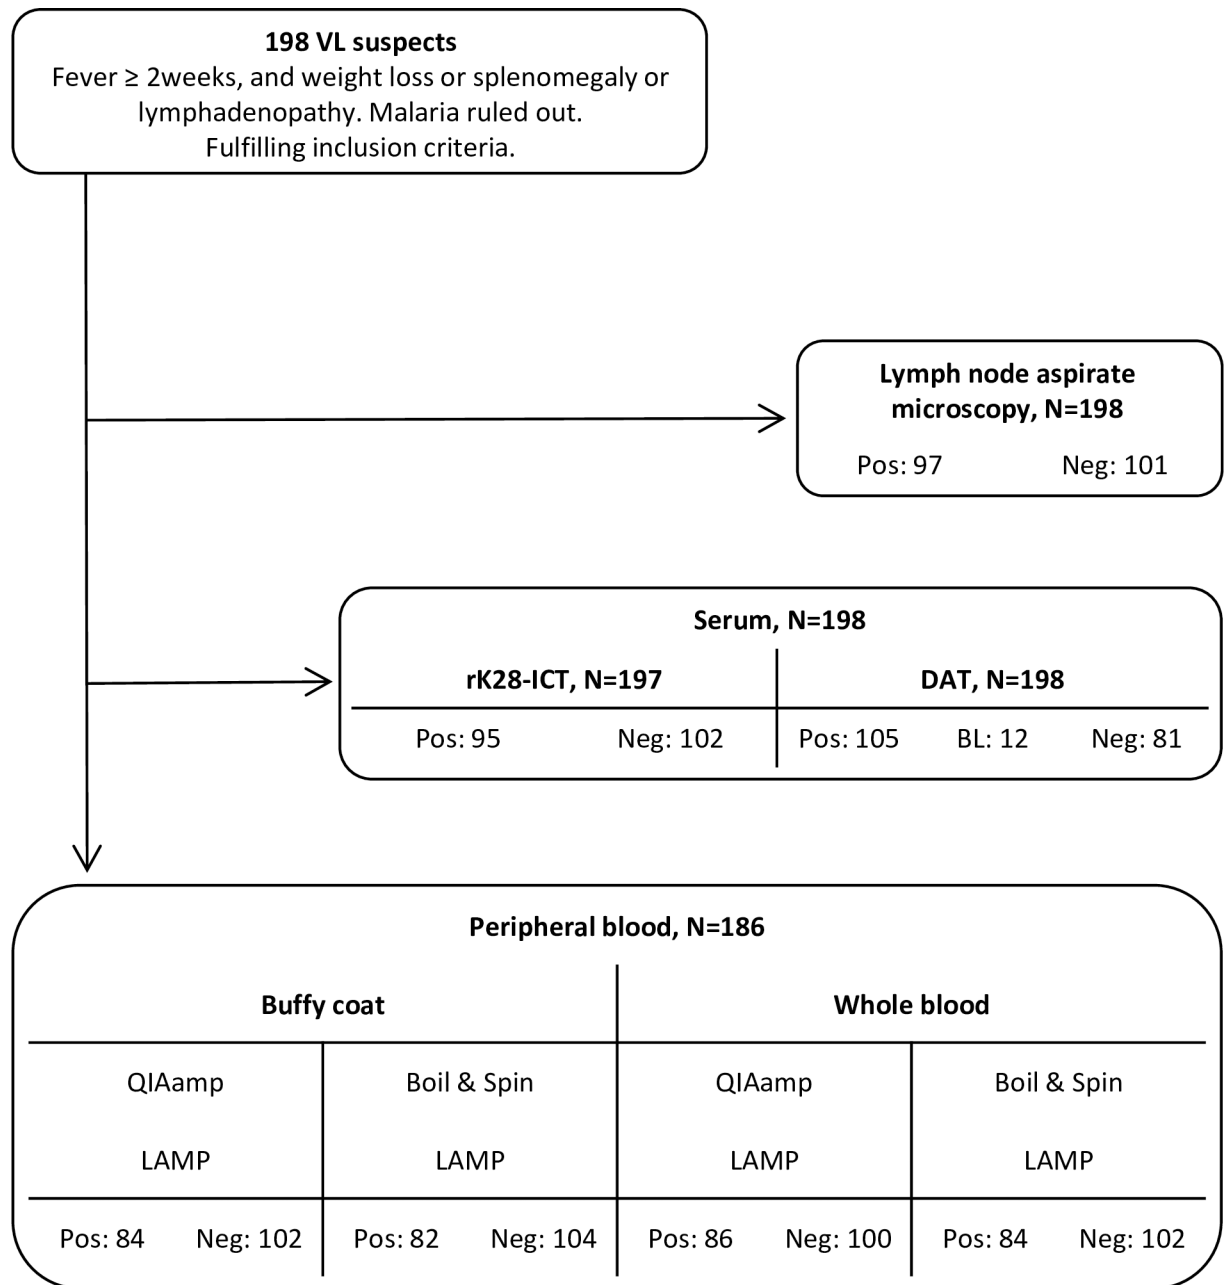 198 VL suspects
Fever ≥ 2weeks, and weight loss or splenomegaly or
lymphadenopathy. Malaria ruled out.
Fulfilling inclusion criteria.
Lymph node aspirate
microscopy, N=198
Pos: 97 Neg: 101
Serum, N=198
rK28-ICT, N=197 DAT, N=198
Pos: 95 Neg: 102 Pos: 105 BL: 12 Neg: 81
Peripheral blood, N=186
Buffy coat Whole blood
QIAamp Boil & Spin QIAamp Boil & Spin
LAMP LAMP LAMP LAMP
Pos: 84 Neg: 102 Pos: 82 Neg: 104 Pos: 86 Neg: 100 Pos: 84 Neg: 102